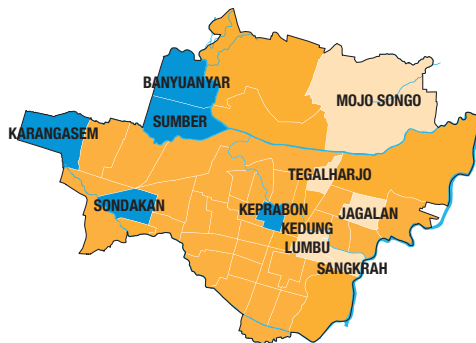 BANYUANYAR
MOJO SONGO
SUMBER
KARANGASEM
TEGALHARJO
SONDAKAN
KEPRABON
JAGALAN
KEDUNG
LUMBU
SANGKRAH